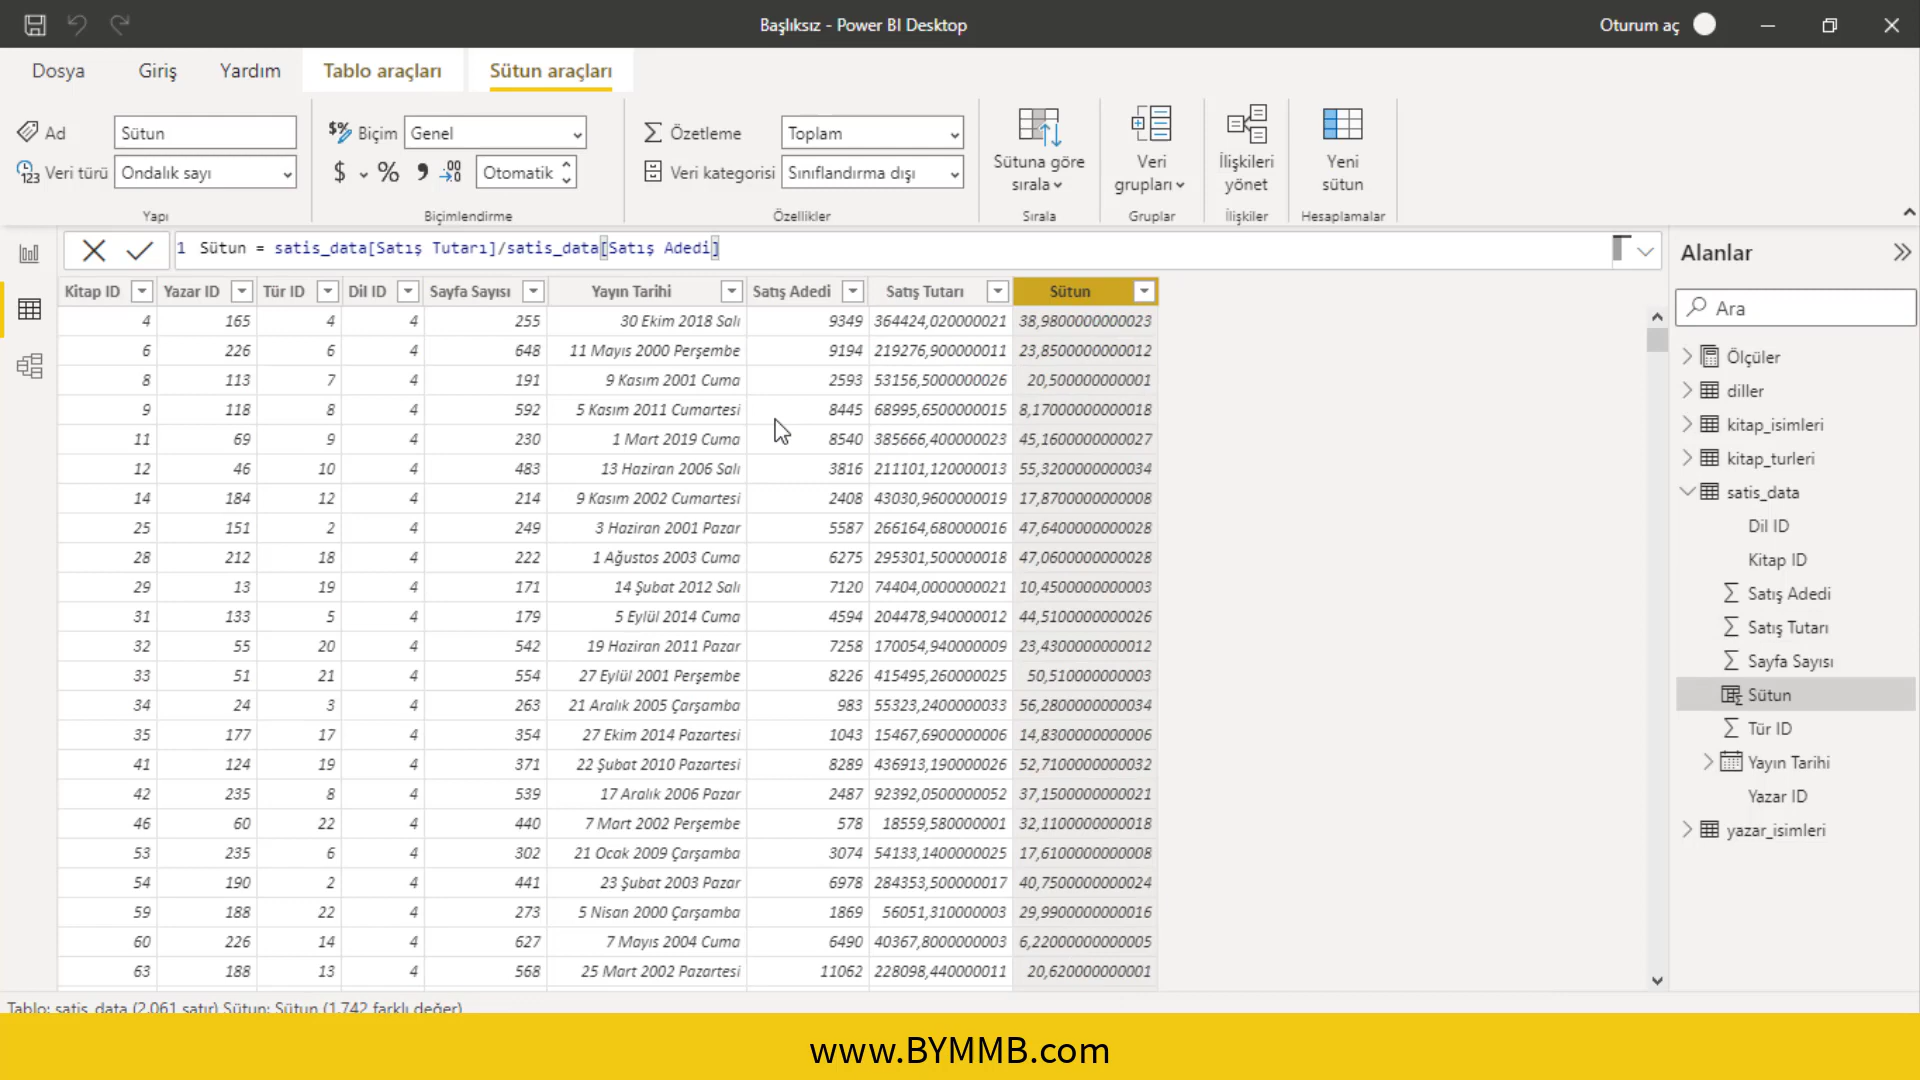 Başlıksız - Power BI Desktop
Oturum aç
Dosya Giriş Yardım Tablo araçları Sütun araçları
Ad Sütun
Veri türü Ondalık sayı
Yapı
Biçim Genel
$ % Otomatik
Biçimlendirme
Özetleme Toplam
Veri kategorisi Sınıflandırma dışı
Özellikler
Sütuna göre
sırala
Sırala
Veri
grupları
Gruplar
İlişkileri
yönet
İlişkiler
Yeni
sütun
Hesaplamalar
1 Sütun = satis_data[Satış Tutarı]/satis_data[Satış Adedi]
Kitap ID Yazar ID Tür ID Dil ID Sayfa Sayısı Yayın Tarihi Satış Adedi Satış Tutarı Sütun
4 165 4 4 255 30 Ekim 2018 Salı 9349 364424,020000021 38,9800000000023
6 226 6 4 648 11 Mayıs 2000 Perşembe 9194 219276,900000011 23,8500000000012
8 113 7 4 191 9 Kasım 2001 Cuma 2593 53156,5000000026 20,500000000001
9 118 8 4 592 5 Kasım 2011 Cumartesi 8445 68995,6500000015 8,17000000000018
11 69 9 4 230 1 Mart 2019 Cuma 8540 385666,400000023 45,1600000000027
12 46 10 4 483 13 Haziran 2006 Salı 3816 211101,120000013 55,3200000000034
14 184 12 4 214 9 Kasım 2002 Cumartesi 2408 43030,9600000019 17,8700000000008
25 151 2 4 249 3 Haziran 2001 Pazar 5587 266164,680000016 47,6400000000028
28 212 18 4 222 1 Ağustos 2003 Cuma 6275 295301,500000018 47,0600000000028
29 13 19 4 171 14 Şubat 2012 Salı 7120 74404,0000000021 10,4500000000003
31 133 5 4 179 5 Eylül 2014 Cuma 4594 204478,940000012 44,5100000000026
32 55 20 4 542 19 Haziran 2011 Pazar 7258 170054,940000009 23,4300000000012
33 51 21 4 554 27 Eylül 2001 Perşembe 8226 415495,260000025 50,510000000003
34 24 3 4 263 21 Aralık 2005 Çarşamba 983 55323,2400000033 56,2800000000034
35 177 17 4 354 27 Ekim 2014 Pazartesi 1043 15467,6900000006 14,8300000000006
41 124 19 4 371 22 Şubat 2010 Pazartesi 8289 436913,190000026 52,7100000000032
42 235 8 4 539 17 Aralık 2006 Pazar 2487 92392,0500000052 37,1500000000021
46 60 22 4 440 7 Mart 2002 Perşembe 578 18559,580000001 32,1100000000018
53 235 6 4 302 21 Ocak 2009 Çarşamba 3074 54133,1400000025 17,6100000000008
54 190 2 4 441 23 Şubat 2003 Pazar 6978 284353,500000017 40,7500000000024
59 188 22 4 273 5 Nisan 2000 Çarşamba 1869 56051,310000003 29,9900000000016
60 226 14 4 627 7 Mayıs 2004 Cuma 6490 40367,8000000003 6,22000000000005
63 188 13 4 568 25 Mart 2002 Pazartesi 11062 228098,440000011 20,620000000001
Tablo: satis_data (2.061 satır) Sütun: Sütun (1.742 farklı değer)
Alanlar
Ara
Ölçüler
diller
kitap_isimleri
kitap_turleri
satis_data
Dil ID
Kitap ID
Satış Adedi
Satış Tutarı
Sayfa Sayısı
Sütun
Tür ID
Yayın Tarihi
Yazar ID
yazar_isimleri
www.BYMMB.com